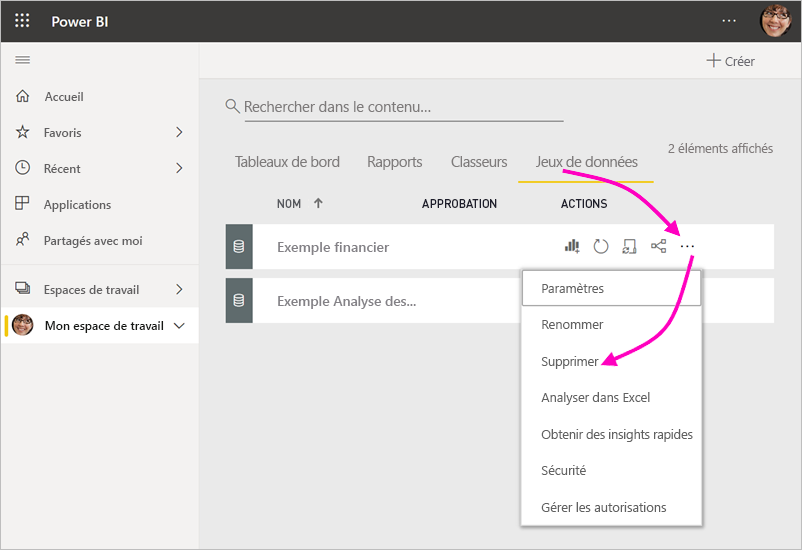 Power BI
Créer
Accueil
Favoris
Récent
Applications
Partagés avec moi
Espaces de travail
Mon espace de travail
Rechercher dans le contenu...
2 éléments affichés
Tableaux de bord Rapports Classeurs Jeux de données
NOM APPROBATION ACTIONS
Exemple financier
Exemple Analyse des...
Paramètres
Renommer
Supprimer
Analyser dans Excel
Obtenir des insights rapides
Sécurité
Gérer les autorisations